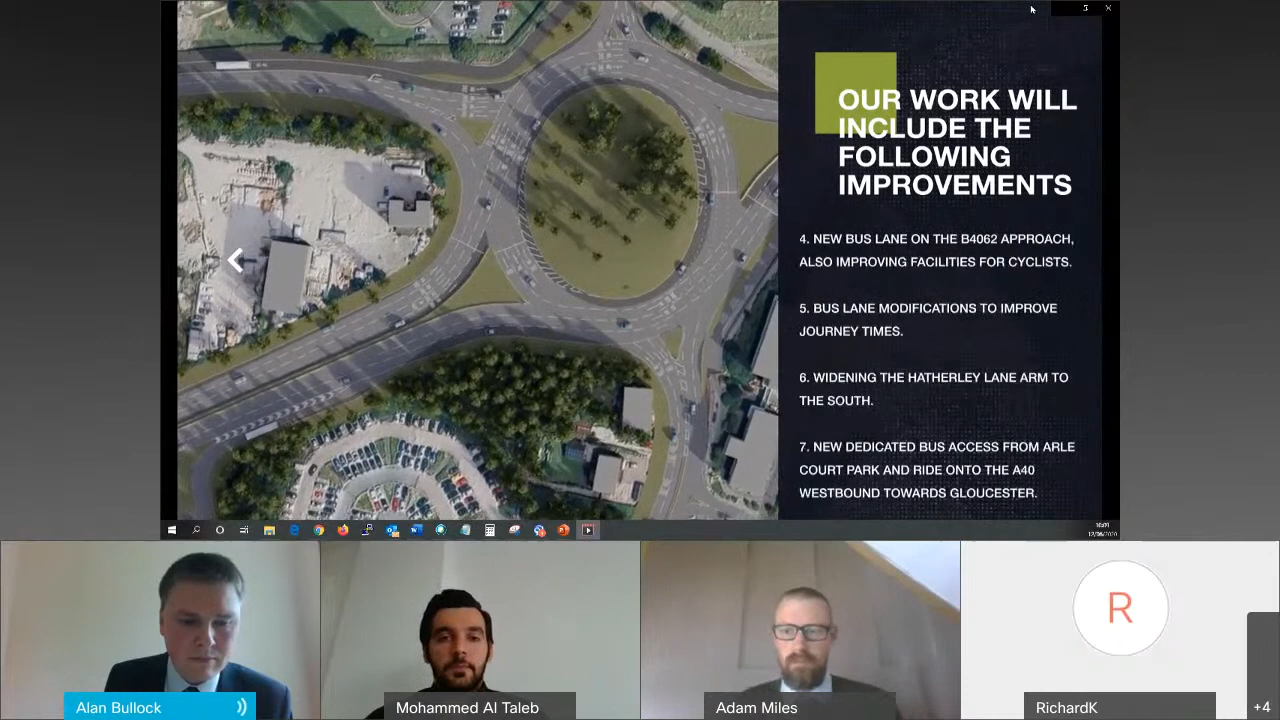 OUR WORK WILL
INCLUDE THE
FOLLOWING
IMPROVEMENTS
4. NEW BUS LANE ON THE B4062 APPROACH,
ALSO IMPROVING FACILITIES FOR CYCLISTS.
5. BUS LANE MODIFICATIONS TO IMPROVE
JOURNEY TIMES.
6. WIDENING THE HATHERLEY LANE ARM TO
THE SOUTH.
7. NEW DEDICATED BUS ACCESS FROM ARLE
COURT PARK AND RIDE ONTO THE A40
WESTBOUND TOWARDS GLOUCESTER.
R
Alan Bullock
Mohammed Al Taleb
Adam Miles
RichardK
+4